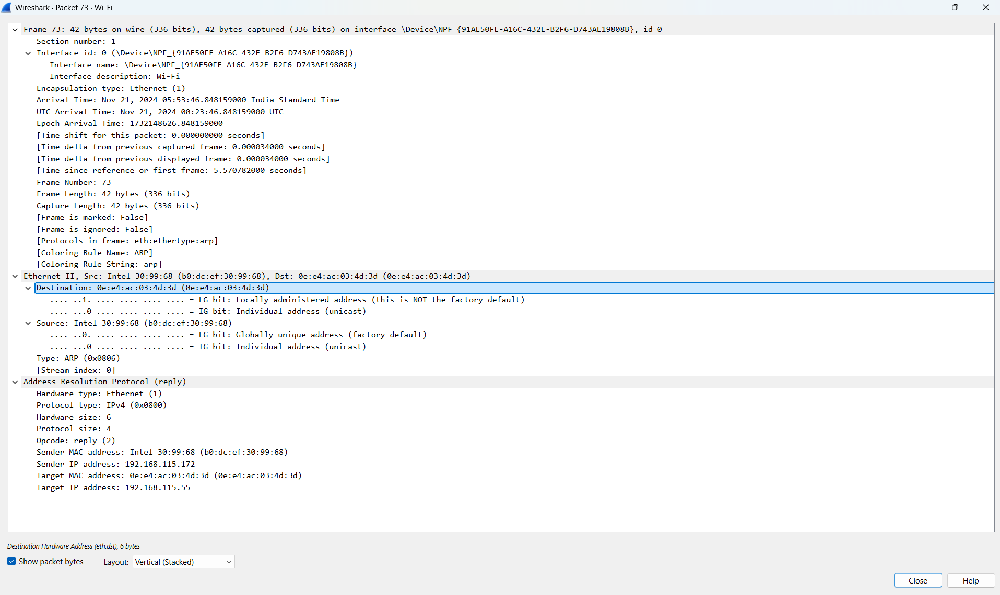 Wireshark · Packet 73 · Wi-Fi
Frame 73: 42 bytes on wire (336 bits), 42 bytes captured (336 bits) on interface \Device\NPF_{91AE50FE-A16C-432E-B2F6-D743AE19808B}, id 0
Section number: 1
Interface id: 0 (\Device\NPF_{91AE50FE-A16C-432E-B2F6-D743AE19808B})
Interface name: \Device\NPF_{91AE50FE-A16C-432E-B2F6-D743AE19808B}
Interface description: Wi-Fi
Encapsulation type: Ethernet (1)
Arrival Time: Nov 21, 2024 05:53:46.848159000 India Standard Time
UTC Arrival Time: Nov 21, 2024 00:23:46.848159000 UTC
Epoch Arrival Time: 1732148626.848159000
[Time shift for this packet: 0.000000000 seconds]
[Time delta from previous captured frame: 0.000034000 seconds]
[Time delta from previous displayed frame: 0.000034000 seconds]
[Time since reference or first frame: 5.570782000 seconds]
Frame Number: 73
Frame Length: 42 bytes (336 bits)
Capture Length: 42 bytes (336 bits)
[Frame is marked: False]
[Frame is ignored: False]
[Protocols in frame: eth:ethertype:arp]
[Coloring Rule Name: ARP]
[Coloring Rule String: arp]
Ethernet II, Src: Intel_30:99:68 (b0:dc:ef:30:99:68), Dst: 0e:e4:ac:03:4d:3d (0e:e4:ac:03:4d:3d)
Destination: 0e:e4:ac:03:4d:3d (0e:e4:ac:03:4d:3d)
.... ..1. .... .... .... .... = LG bit: Locally administered address (this is NOT the factory default)
.... ...0 .... .... .... .... = IG bit: Individual address (unicast)
Source: Intel_30:99:68 (b0:dc:ef:30:99:68)
.... ..0. .... .... .... .... = LG bit: Globally unique address (factory default)
.... ...0 .... .... .... .... = IG bit: Individual address (unicast)
Type: ARP (0x0806)
[Stream index: 0]
Address Resolution Protocol (reply)
Hardware type: Ethernet (1)
Protocol type: IPv4 (0x0800)
Hardware size: 6
Protocol size: 4
Opcode: reply (2)
Sender MAC address: Intel_30:99:68 (b0:dc:ef:30:99:68)
Sender IP address: 192.168.115.172
Target MAC address: 0e:e4:ac:03:4d:3d (0e:e4:ac:03:4d:3d)
Target IP address: 192.168.115.55
Destination Hardware Address (eth.dst), 6 bytes
Show packet bytes Layout: Vertical (Stacked)
Close Help